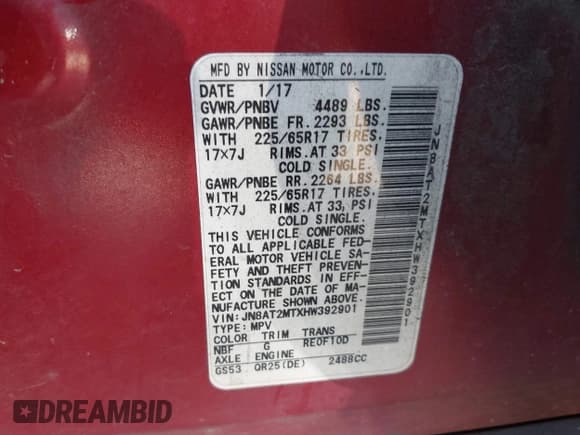 MFD BY NISSAN MOTOR CO.,LTD.
DATE 1/17
GVWR/PNBV 4489 LBS.
GAWR/PNBE FR. 2293 LBS.
WITH 225/65R17 TIRES.
17×7J RIMS. AT 33 PSI
COLD SINGLE.
GAWR/PNBE RR. 2264 LBS.
WITH 225/65R17 TIRES.
17×7J RIMS. AT 33, PSI
COLD SINGLE.
THIS VEHICLE CONFORMS
TO ALL APPLICABLE FED-
ERAL MOTOR VEHICLE SA-
FETY AND THEFT PREVEN-
TION STANDARDS IN EFF-
ECT ON THE DATE OF MA-
NUFACTURE SHOWN ABOVE.
VIN: JN8AT2MTXHW392901
TYPE: MPV
COLOR TRIM TRANS
NBF G RE0F10D
AXLE ENGINE
GS53 QR25(DE) 2488CC
JN8AT2MTXHW392901
DREAMBID